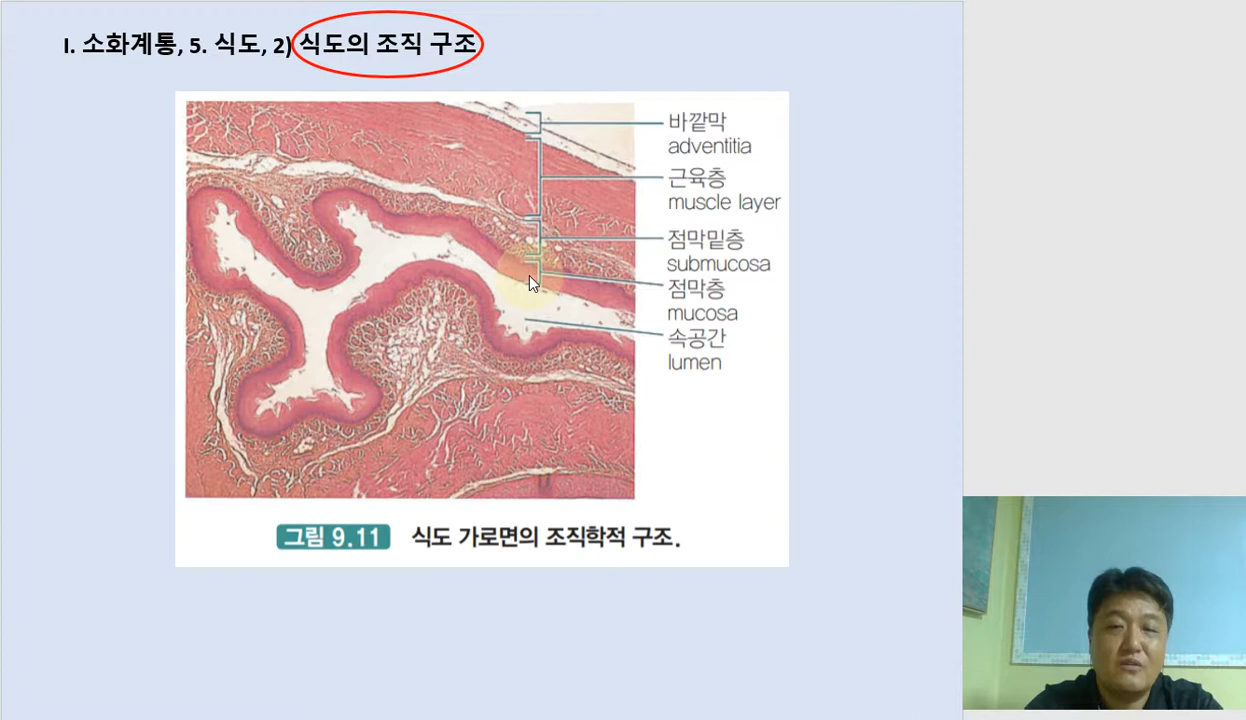 I. 소화계통, 5. 식도, 2) 식도의 조직 구조
바깥막
adventitia
근육층
muscle layer
점막밑층
submucosa
점막층
mucosa
속공간
lumen
그림 9.11 식도 가로면의 조직학적 구조.